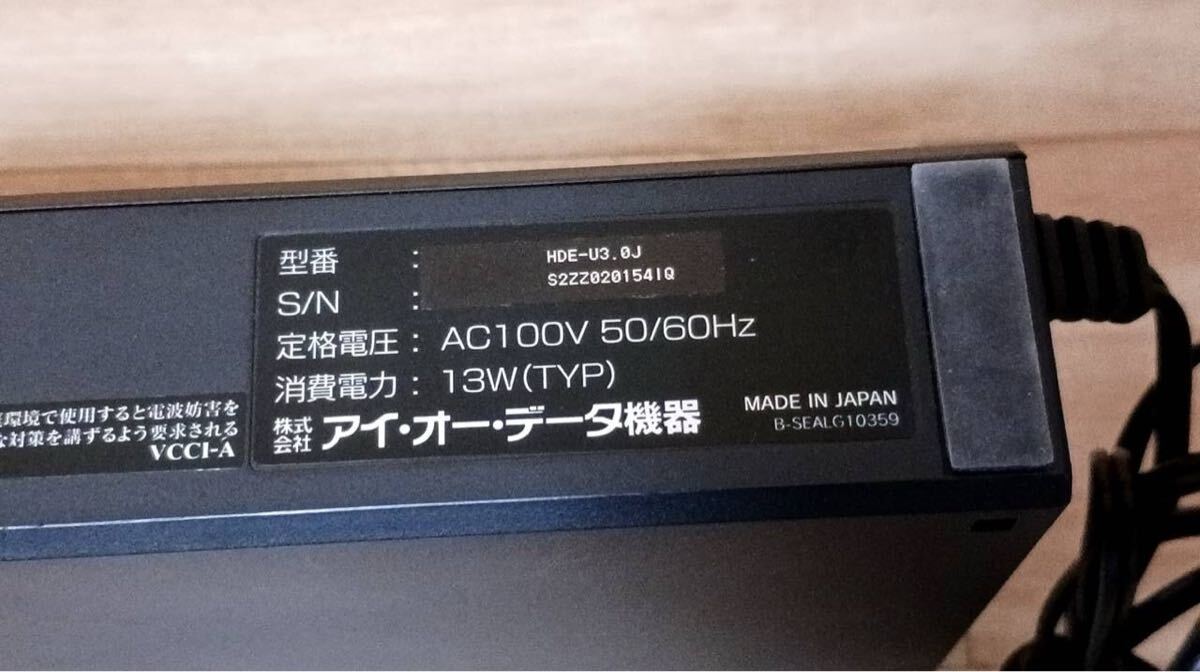 型番 : HDE-U3.0J
S/N : S2ZZ020154IQ
定格電圧 : AC100V 50/60Hz
消費電力 : 13W(TYP)
株式会社 アイ・オー・データ機器
MADE IN JAPAN
B-SEALG10359
環境で使用すると電波妨害を
な対策を講ずるよう要求される
VCCI-A